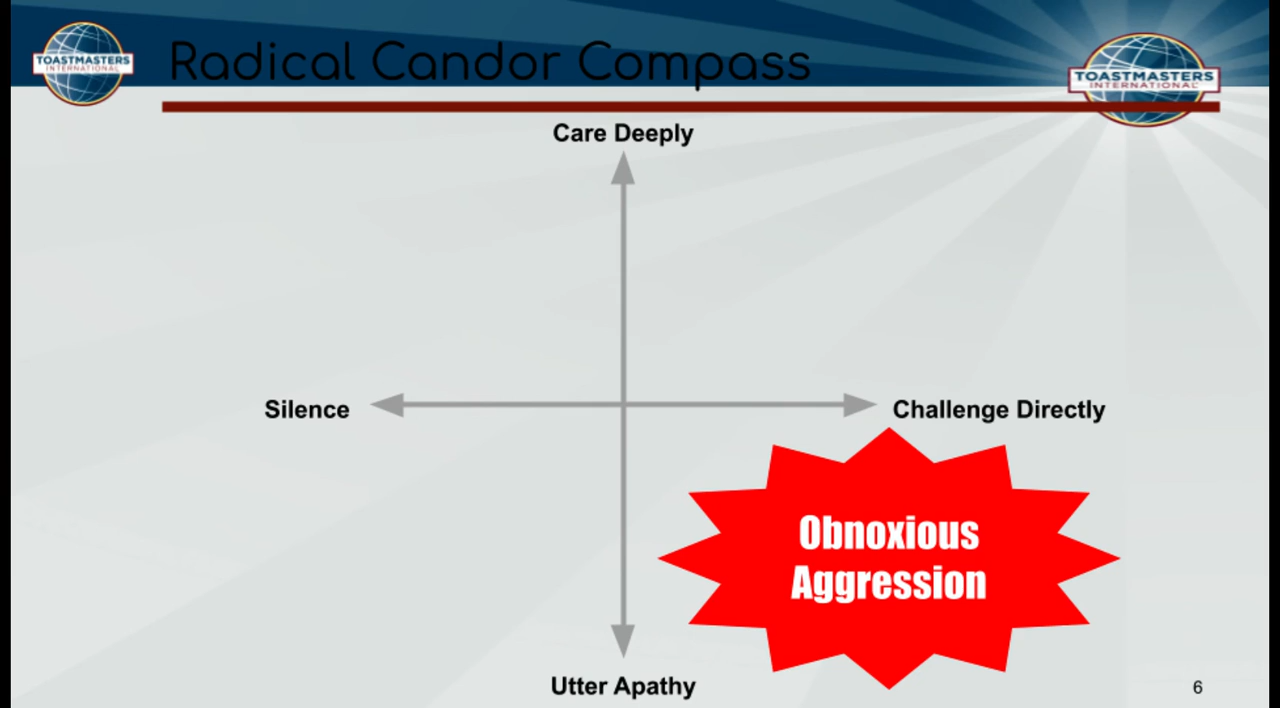 TOASTMASTERS
INTERNATIONAL
Radical Candor Compass
TOASTMASTERS
INTERNATIONAL
Care Deeply
Silence
Challenge Directly
Obnoxious
Aggression
Utter Apathy
6